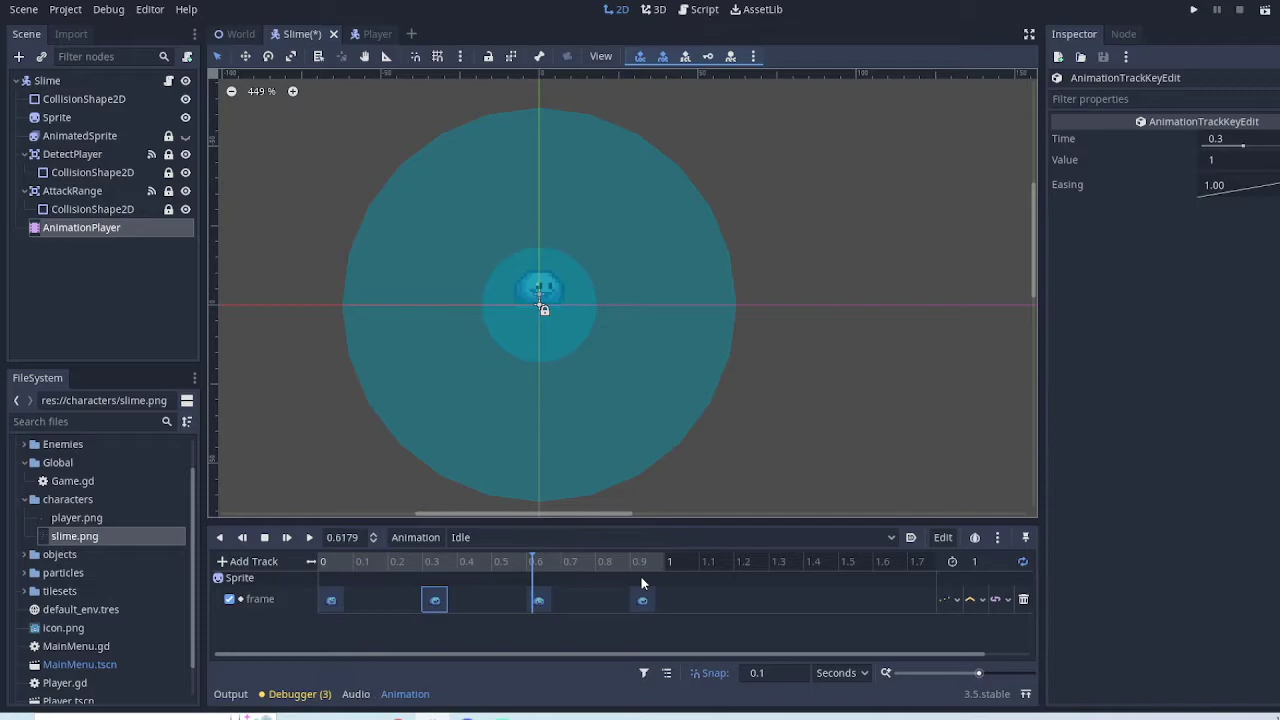 Scene Project Debug Editor Help
2D 3D Script AssetLib
Scene Import
World Slime(*) Player
Inspector Node
Filter nodes
View
AnimationTrackKeyEdit
Filter properties
AnimationTrackKeyEdit
Time 0.3
Value 1
Easing 1.00
Slime
CollisionShape2D
Sprite
AnimatedSprite
DetectPlayer
CollisionShape2D
AttackRange
CollisionShape2D
AnimationPlayer
-100 -50 0 50 100 150
449 %
FileSystem
res://characters/slime.png
Search files
Enemies
Global
Game.gd
characters
player.png
slime.png
objects
particles
tilesets
default_env.tres
icon.png
MainMenu.gd
MainMenu.tscn
Player.gd
Player.tscn
0.6179 Animation Idle Edit
Add Track 0 0.1 0.2 0.3 0.4 0.5 0.6 0.7 0.8 0.9 1 1.1 1.2 1.3 1.4 1.5 1.6 1.7 1
Sprite
frame
Snap: 0.1 Seconds
Output Debugger (3) Audio Animation 3.5.stable